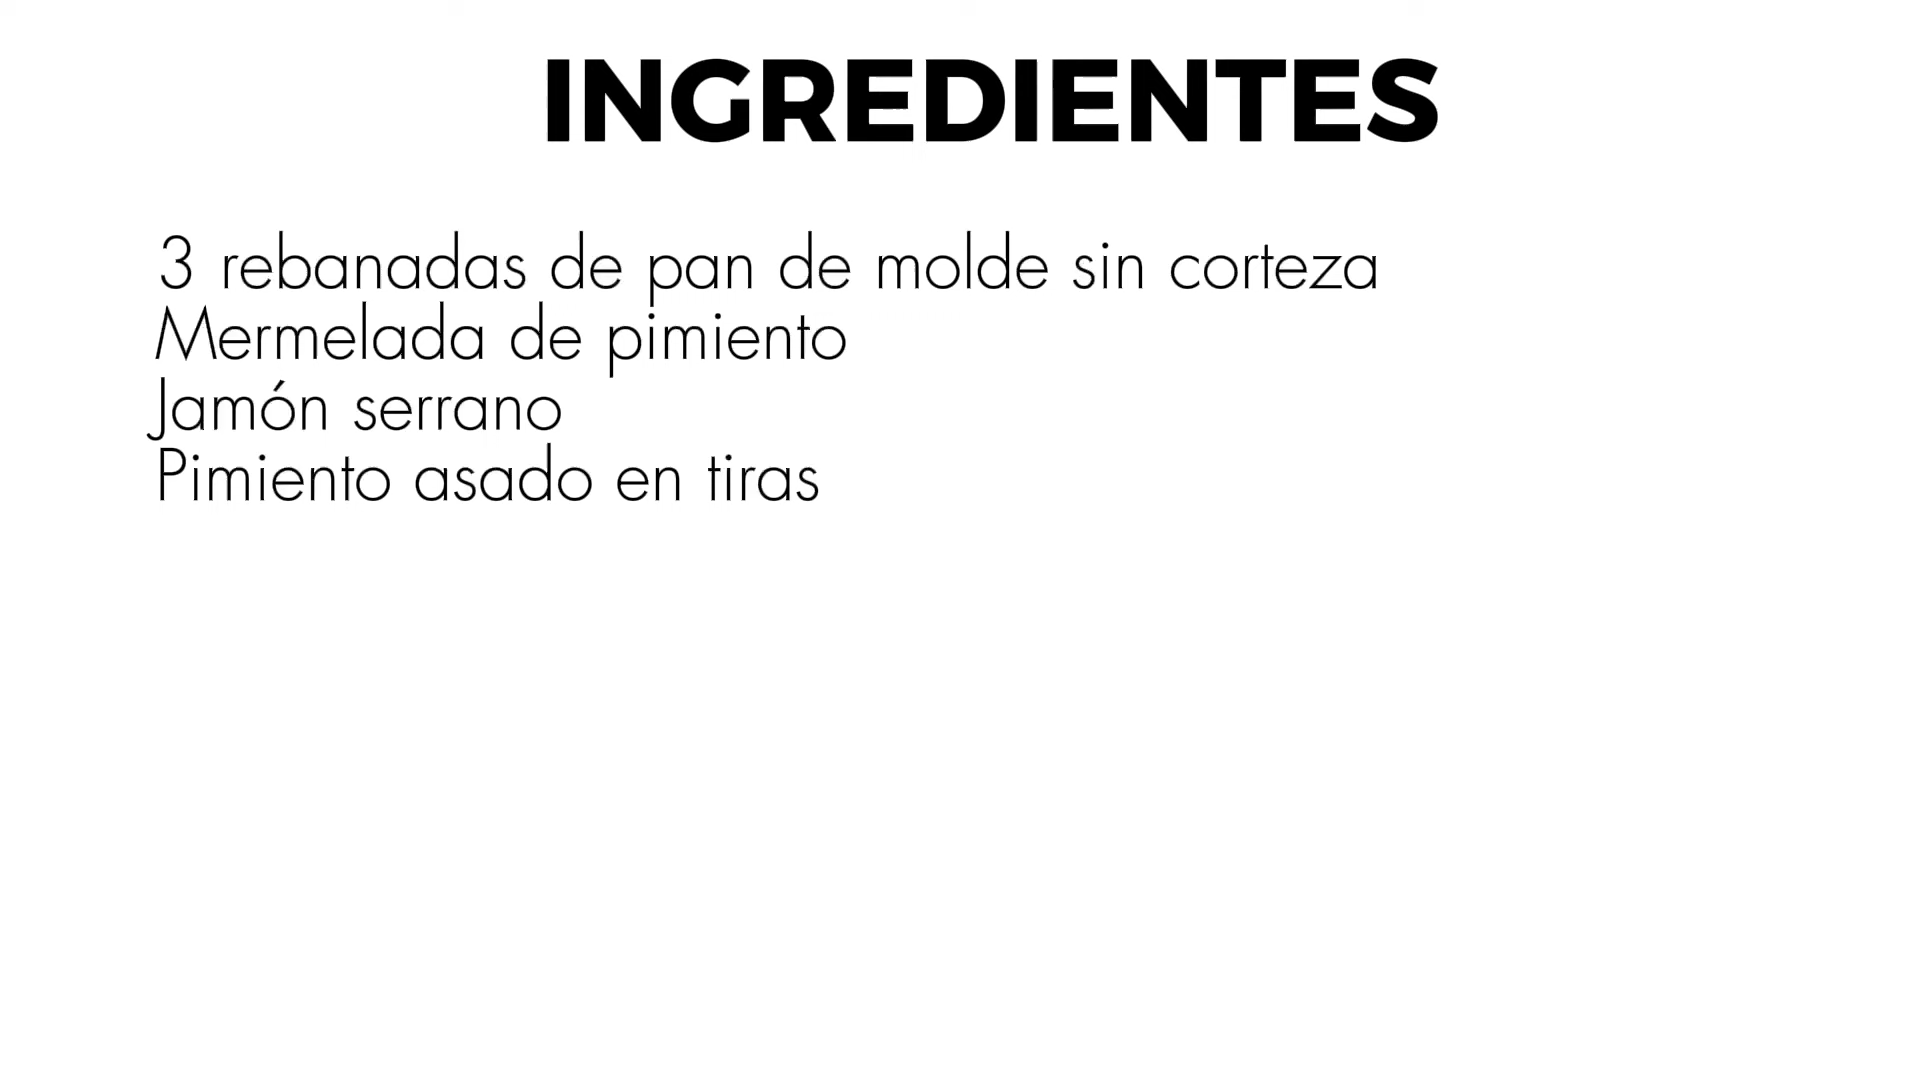 INGREDIENTES
3 rebanadas de pan de molde sin corteza
Mermelada de pimiento
Jamón serrano
Pimiento asado en tiras